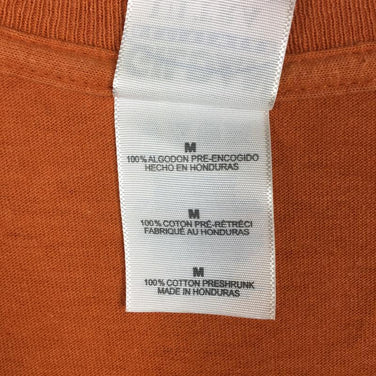 M
100% ALGODON PRE-ENCOGIDO
HECHO EN HONDURAS
M
100% COTON PRÉ-RÉTRÉCI
FABRIQUÉ AU HONDURAS
M
100% COTTON PRESHRUNK
MADE IN HONDURAS